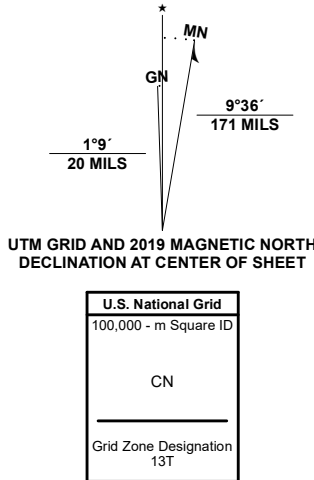 ★
MN
GN
9°36´
171 MILS
1°9´
20 MILS
UTM GRID AND 2019 MAGNETIC NORTH
DECLINATION AT CENTER OF SHEET
U.S. National Grid
100,000 - m Square ID
CN
Grid Zone Designation
13T